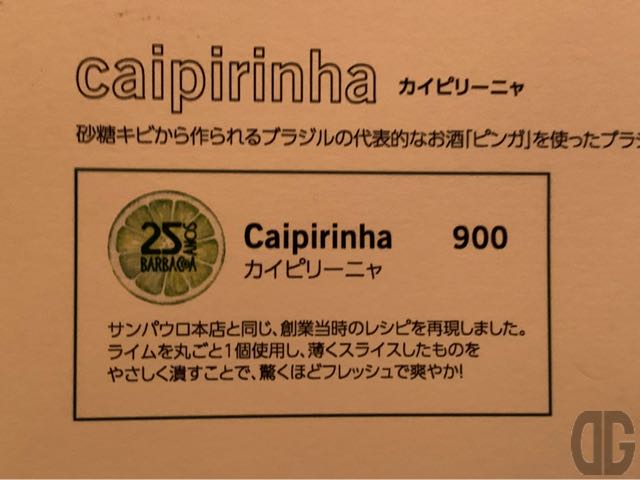 caipirinha カイピリーニャ
砂糖キビから作られるブラジルの代表的なお酒「ピンガ」を使ったブラジ
25 ANOS
BARBACOA
Caipirinha 900
カイピリーニャ
サンパウロ本店と同じ、創業当時のレシピを再現しました。
ライムを丸ごと1個使用し、薄くスライスしたものを
やさしく潰すことで、驚くほどフレッシュで爽やか!
DG